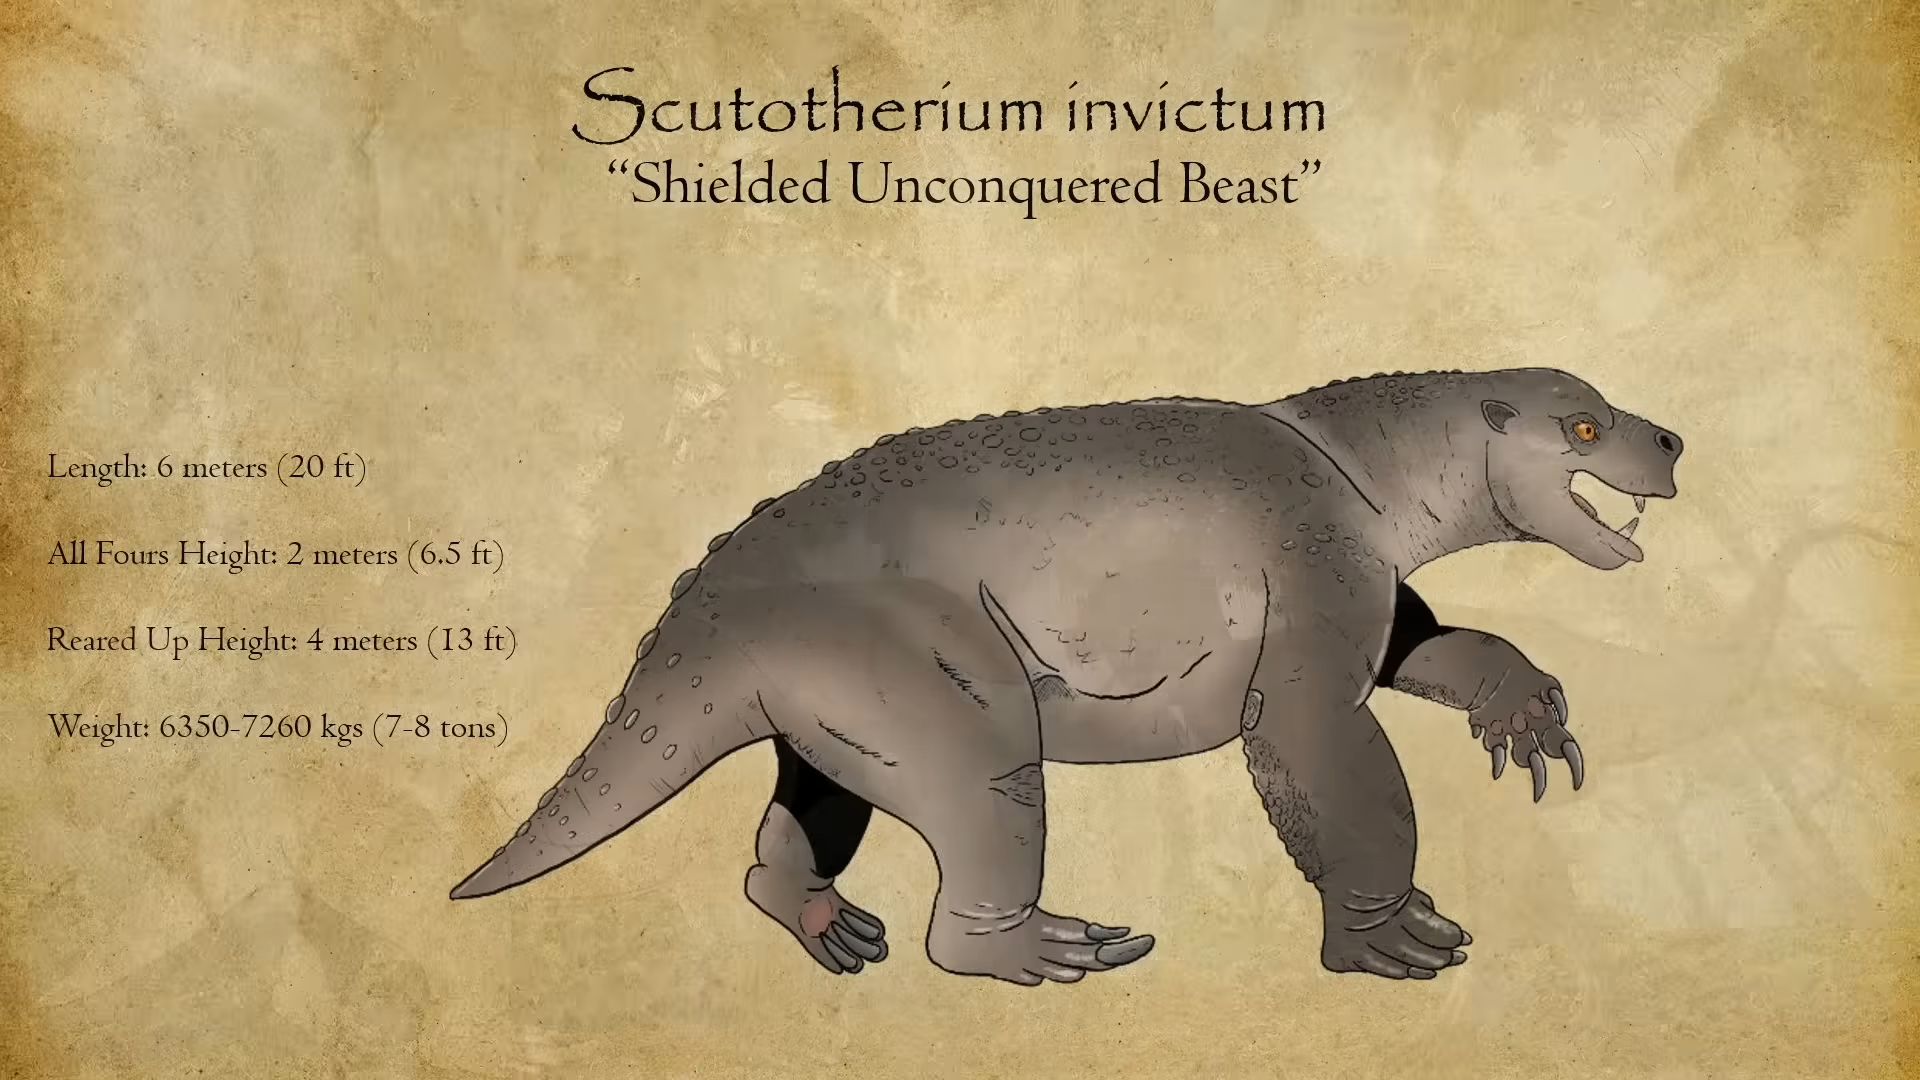 Scutotherium invictum
“Shielded Unconquered Beast”
Length: 6 meters (20 ft)
All Fours Height: 2 meters (6.5 ft)
Reared Up Height: 4 meters (13 ft)
Weight: 6350-7260 kgs (7-8 tons)